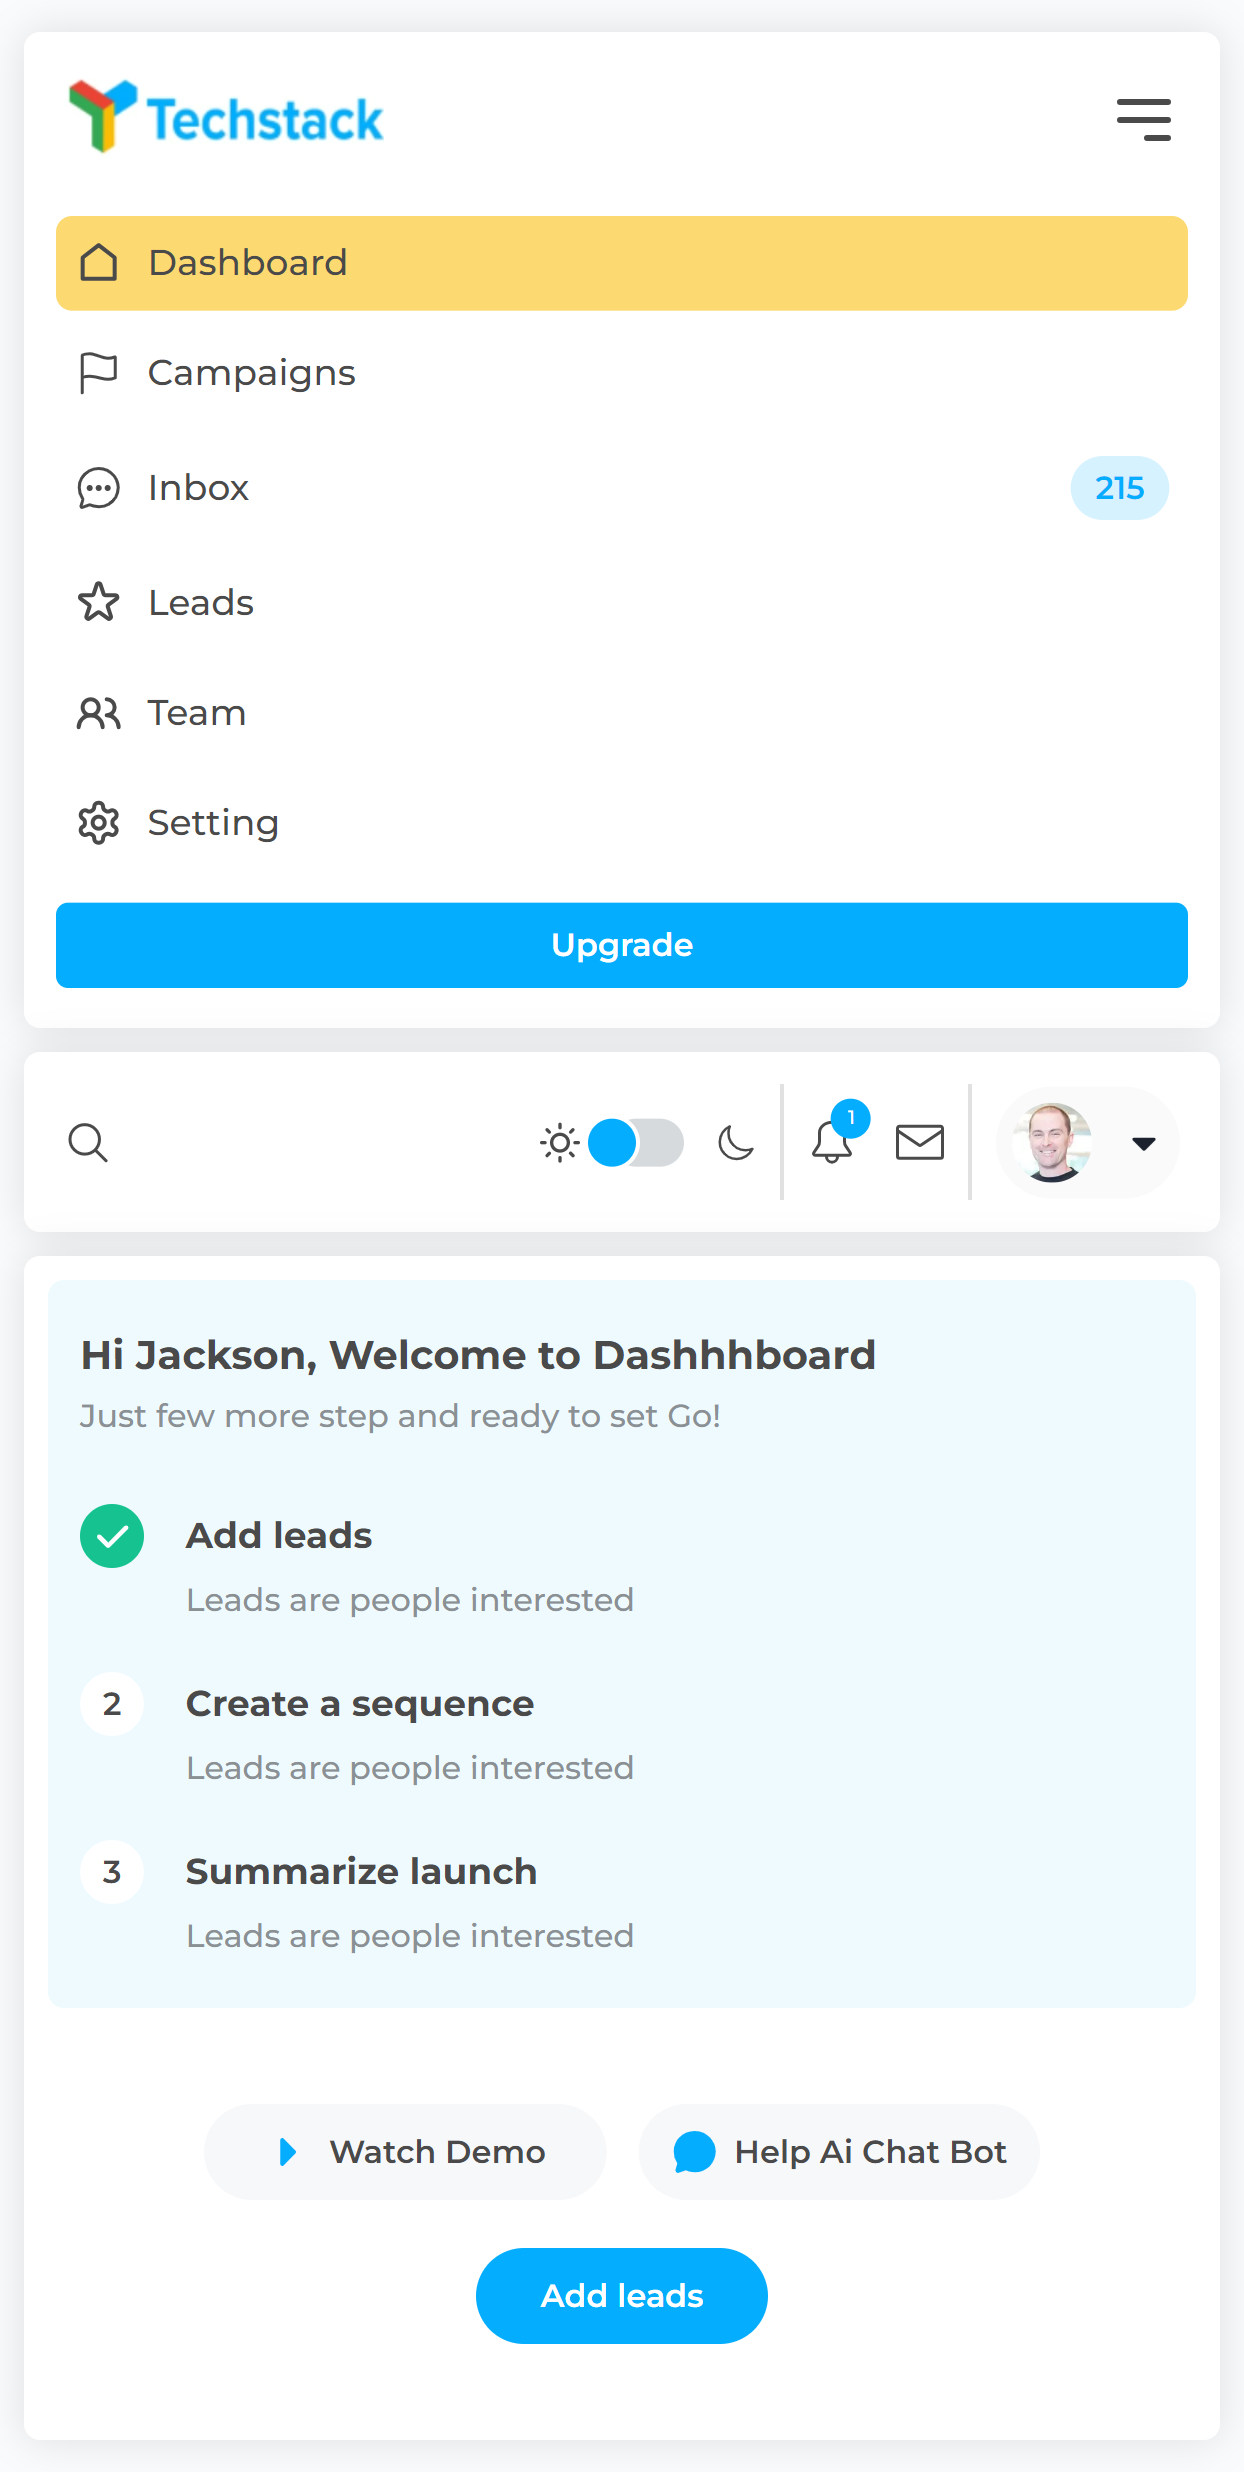 Techstack
Dashboard
Campaigns
Inbox
215
Leads
Team
Setting
Upgrade
1
Hi Jackson, Welcome to Dashhhboard
Just few more step and ready to set Go!
Add leads
Leads are people interested
2
Create a sequence
Leads are people interested
3
Summarize launch
Leads are people interested
Watch Demo
Help Ai Chat Bot
Add leads